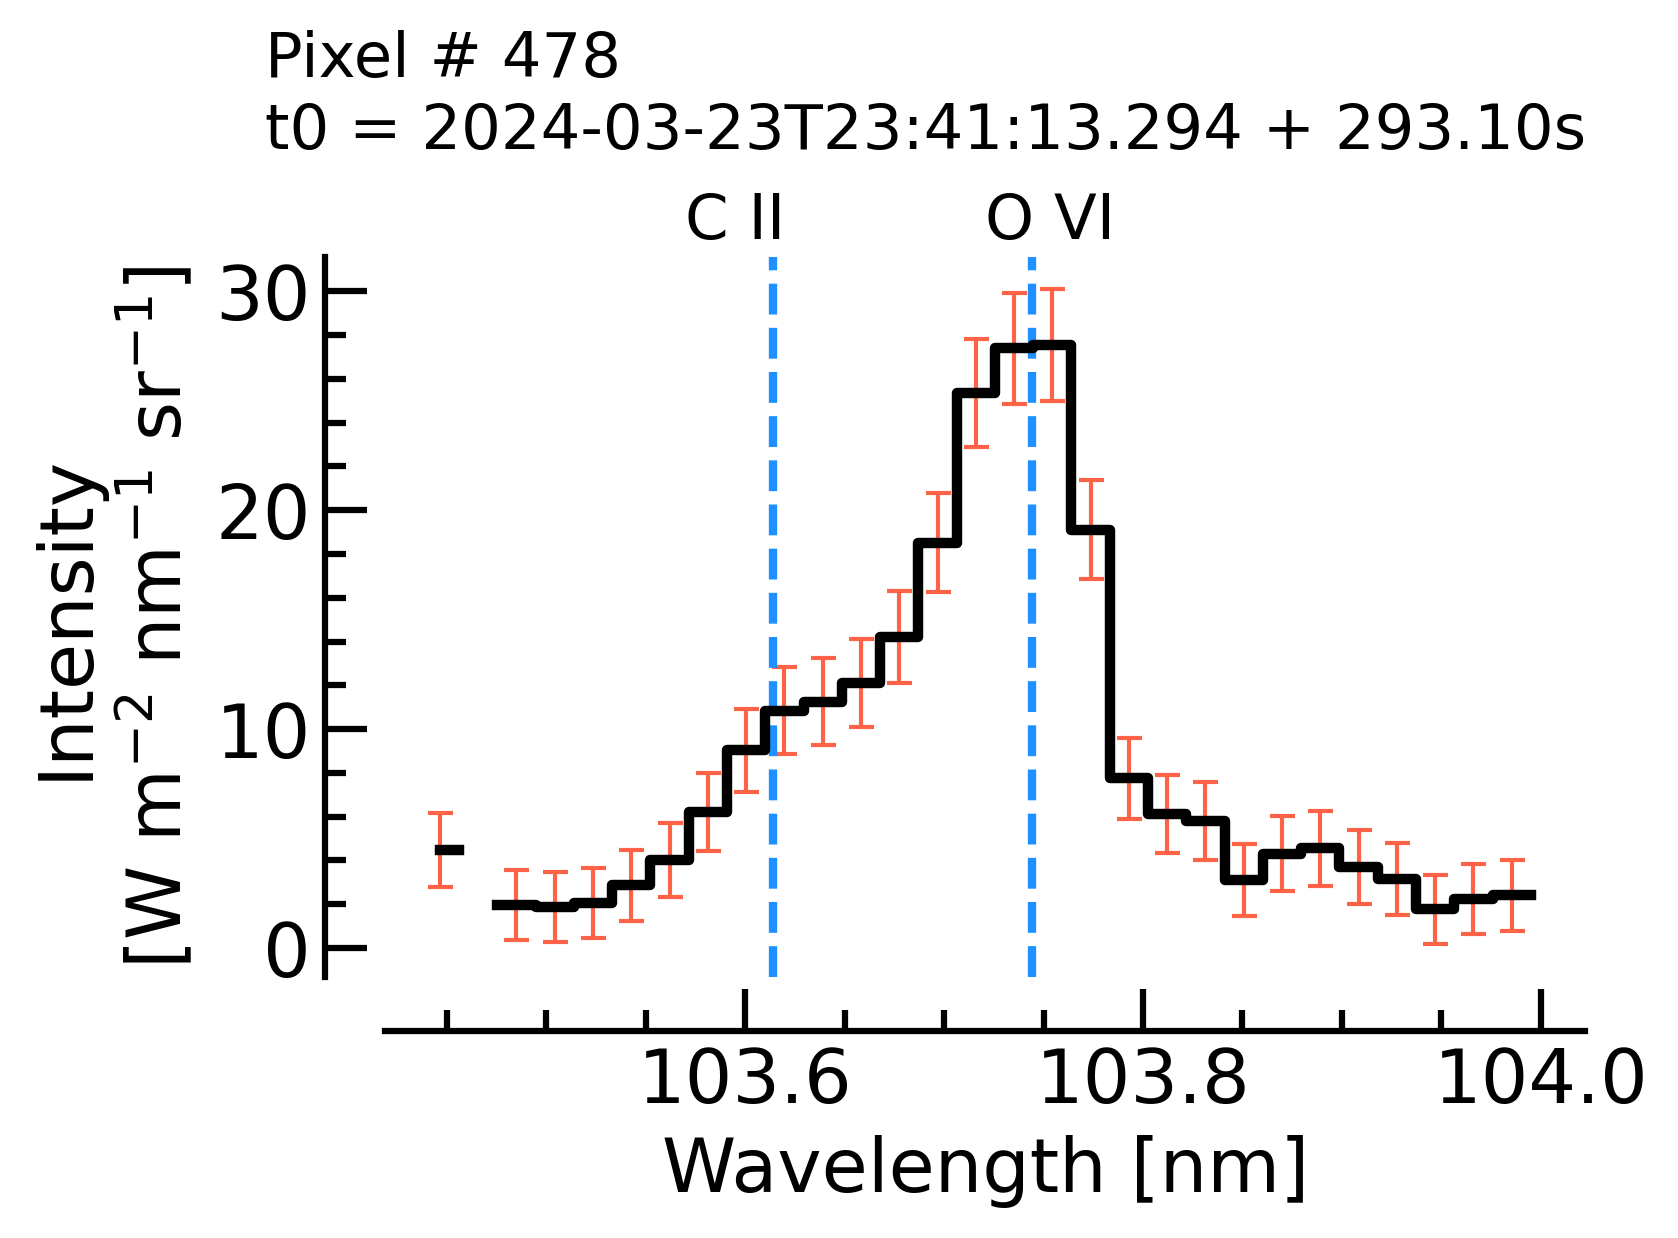 Pixel # 478
t0 = 2024-03-23T23:41:13.294 + 293.10s
C II O VI
30
20
10
0
Intensity
[W m⁻² nm⁻¹ sr⁻¹]
103.6 103.8 104.0
Wavelength [nm]